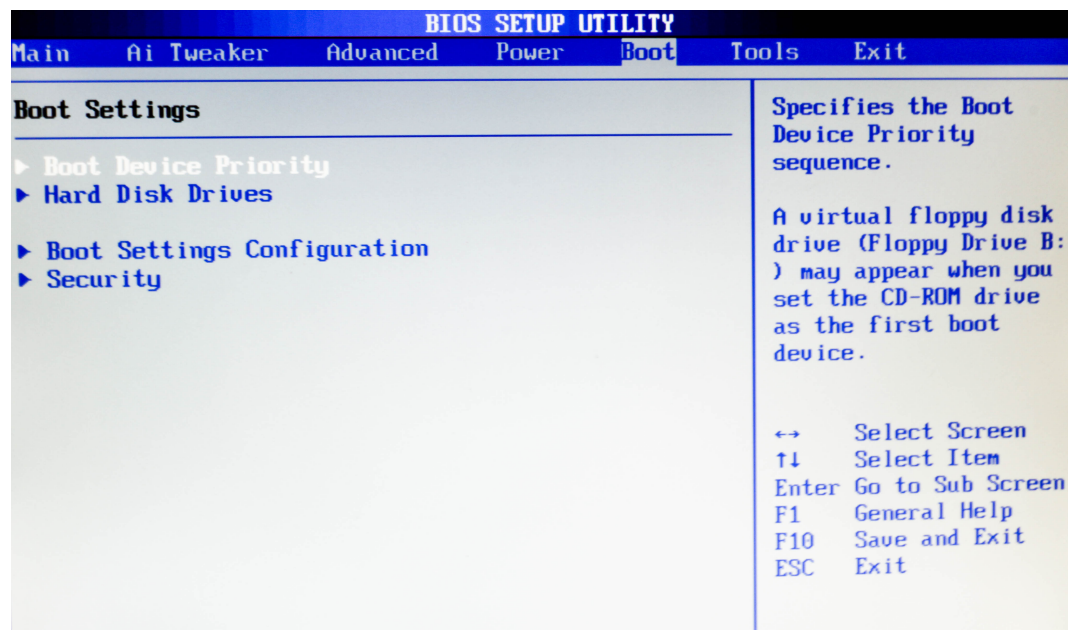 BIOS SETUP UTILITY
Main Ai Tweaker Advanced Power Boot Tools Exit
Boot Settings
▶ Boot Device Priority
▶ Hard Disk Drives
▶ Boot Settings Configuration
▶ Security
Specifies the Boot
Device Priority
sequence.
A virtual floppy disk
drive (Floppy Drive B:
) may appear when you
set the CD-ROM drive
as the first boot
device.
↔ Select Screen
↑↓ Select Item
Enter Go to Sub Screen
F1 General Help
F10 Save and Exit
ESC Exit